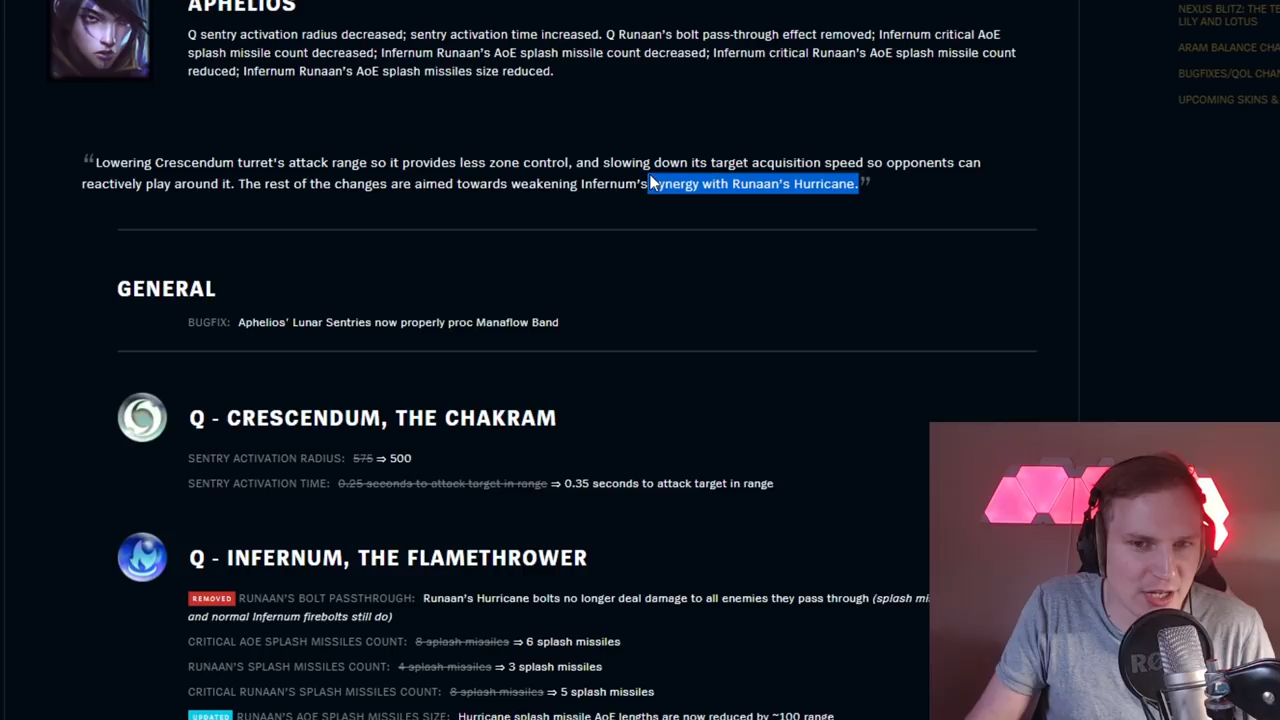 APHELIOS
Q sentry activation radius decreased; sentry activation time increased. Q Runaan's bolt pass-through effect removed; Infernum critical AoE
splash missile count decreased; Infernum Runaan's AoE splash missile count decreased; Infernum critical Runaan's AoE splash missile count
reduced; Infernum Runaan's AoE splash missiles size reduced.
NEXUS BLITZ: THE TE
LILY AND LOTUS
ARAM BALANCE CHA
BUGFIXES/QOL CHAN
UPCOMING SKINS &
“Lowering Crescendum turret's attack range so it provides less zone control, and slowing down its target acquisition speed so opponents can
reactively play around it. The rest of the changes are aimed towards weakening Infernum's synergy with Runaan's Hurricane.”
GENERAL
BUGFIX: Aphelios' Lunar Sentries now properly proc Manaflow Band
Q - CRESCENDUM, THE CHAKRAM
SENTRY ACTIVATION RADIUS: 575 ⇒ 500
SENTRY ACTIVATION TIME: 0.25 seconds to attack target in range ⇒ 0.35 seconds to attack target in range
Q - INFERNUM, THE FLAMETHROWER
REMOVED RUNAAN'S BOLT PASSTHROUGH: Runaan's Hurricane bolts no longer deal damage to all enemies they pass through (splash mi
and normal Infernum firebolts still do)
CRITICAL AOE SPLASH MISSILES COUNT: 8 splash missiles ⇒ 6 splash missiles
RUNAAN'S SPLASH MISSILES COUNT: 4 splash missiles ⇒ 3 splash missiles
CRITICAL RUNAAN'S SPLASH MISSILES COUNT: 8 splash missiles ⇒ 5 splash missiles
UPDATED RUNAAN'S AOE SPLASH MISSILES SIZE: Hurricane splash missile AoE lengths are now reduced by ~100 range
RØ